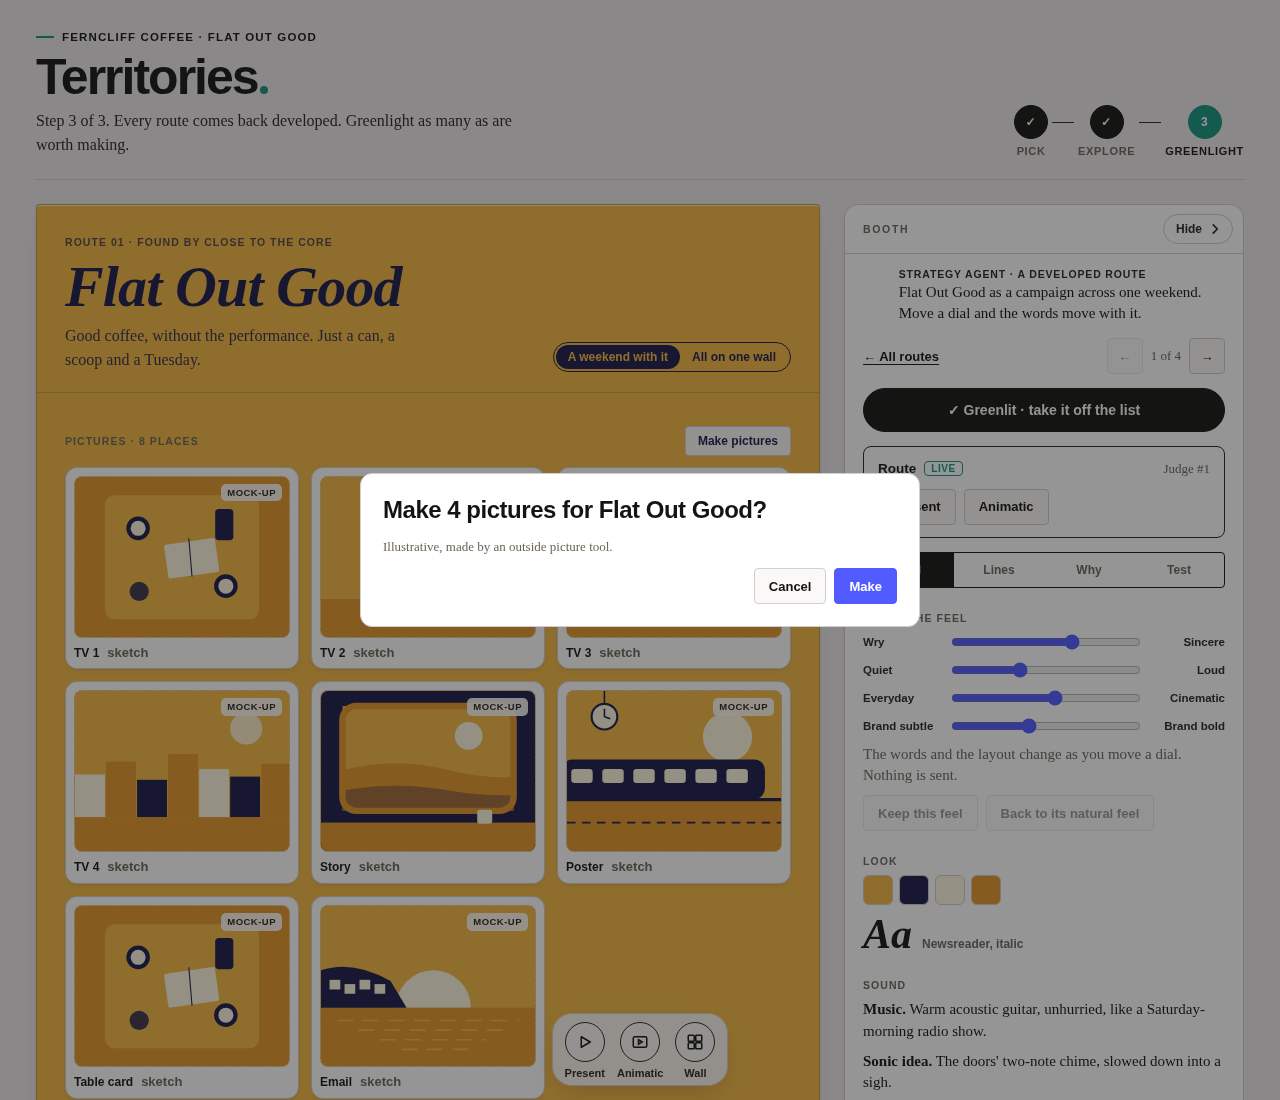 FERNCLIFF COFFEE · FLAT OUT GOOD
Territories.
Step 3 of 3. Every route comes back developed. Greenlight as many as are
worth making.
✓ ✓ 3
PICK EXPLORE GREENLIGHT
ROUTE 01 · FOUND BY CLOSE TO THE CORE
Flat Out Good
Good coffee, without the performance. Just a can, a
scoop and a Tuesday.
A weekend with it All on one wall
PICTURES · 8 PLACES
Make pictures
MOCK-UP
TV 1 sketch
TV 2 sketch
TV 3 sketch
MOCK-UP
TV 4 sketch
MOCK-UP
Story sketch
MOCK-UP
Poster sketch
MOCK-UP
Table card sketch
MOCK-UP
Email sketch
Make 4 pictures for Flat Out Good?
Illustrative, made by an outside picture tool.
Cancel Make
Present Animatic Wall
BOOTH
Hide
STRATEGY AGENT · A DEVELOPED ROUTE
Flat Out Good as a campaign across one weekend.
Move a dial and the words move with it.
← All routes
← 1 of 4 →
✓ Greenlit · take it off the list
Route LIVE Judge #1
Animatic
Lines Why Test
FEEL
Wry Sincere
Quiet Loud
Everyday Cinematic
Brand subtle Brand bold
The words and the layout change as you move a dial.
Nothing is sent.
Keep this feel Back to its natural feel
LOOK
Aa Newsreader, italic
SOUND
Music. Warm acoustic guitar, unhurried, like a Saturday-
morning radio show.
Sonic idea. The doors' two-note chime, slowed down into a
sigh.